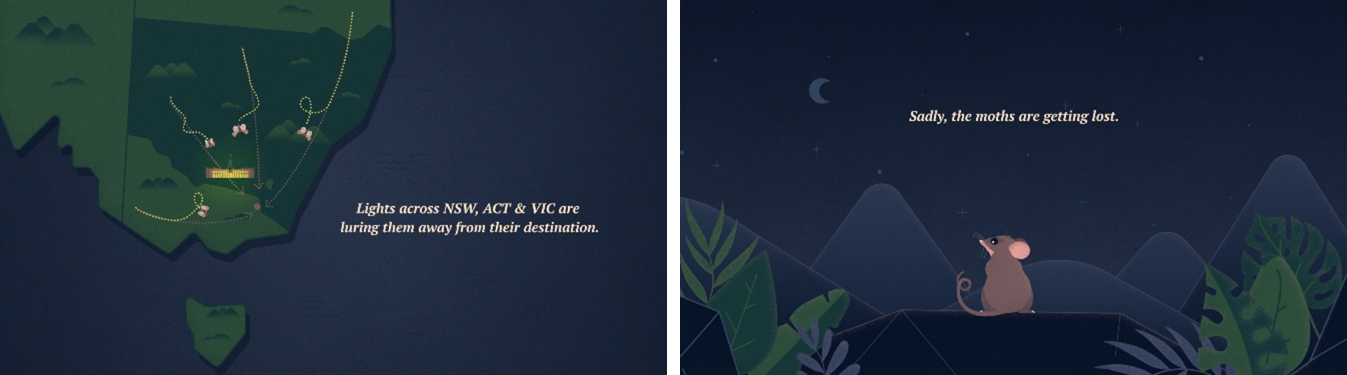 Lights across NSW, ACT & VIC are
luring them away from their destination.
Sadly, the moths are getting lost.